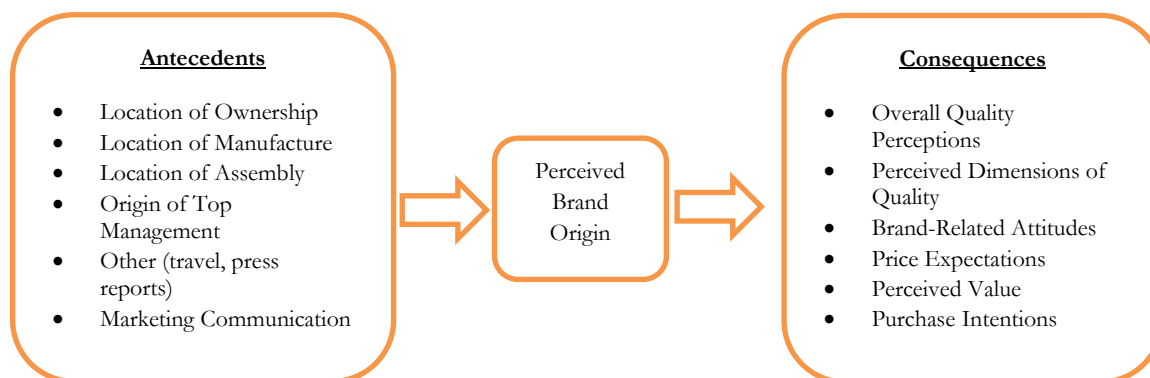 Antecedents
• Location of Ownership
• Location of Manufacture
• Location of Assembly
• Origin of Top
Management
• Other (travel, press
reports)
• Marketing Communication
Perceived
Brand
Origin
Consequences
• Overall Quality
Perceptions
• Perceived Dimensions of
Quality
• Brand-Related Attitudes
• Price Expectations
• Perceived Value
• Purchase Intentions